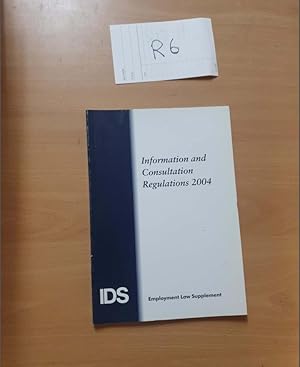 R6
Information and
Consultation
Regulations 2004
IDS
Employment Law Supplement